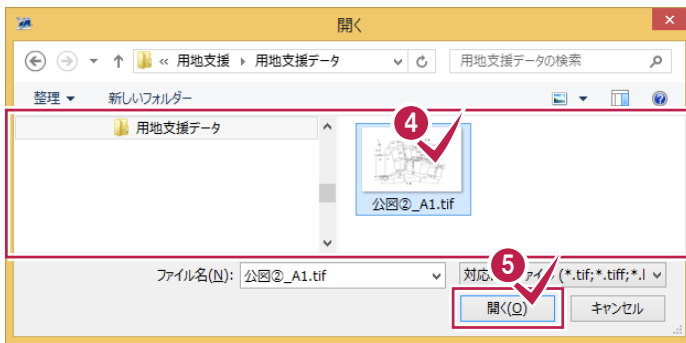 開く
« 用地支援 ▸ 用地支援データ
用地支援データの検索
整理 ▼ 新しいフォルダー
用地支援データ
4
公図②_A1.tif
ファイル名(N): 公図②_A1.tif
(*.tif;*.tiff;*.l
5
開く(O)
キャンセル